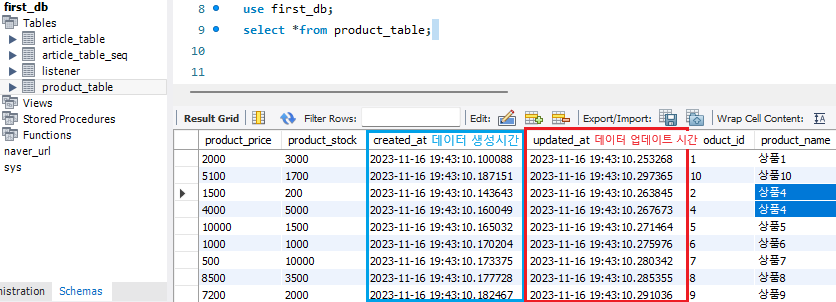 first_db
Tables
article_table
article_table_seq
listener
product_table
Views
Stored Procedures
Functions
naver_url
sys
nistration Schemas
8 use first_db;
9 select *from product_table;
10
11
Result Grid Filter Rows: Edit: Export/Import: Wrap Cell Content:
product_price product_stock created_at 데이터 생성시간 updated_at 데이터 업데이트 시간 oduct_id product_name
2000 3000 2023-11-16 19:43:10.100088 2023-11-16 19:43:10.253268 1 상품1
5100 1700 2023-11-16 19:43:10.187151 2023-11-16 19:43:10.297365 10 상품10
1500 200 2023-11-16 19:43:10.143643 2023-11-16 19:43:10.263845 2 상품4
4000 5000 2023-11-16 19:43:10.160049 2023-11-16 19:43:10.267673 4 상품4
10000 1500 2023-11-16 19:43:10.165032 2023-11-16 19:43:10.271464 5 상품5
1000 1000 2023-11-16 19:43:10.170204 2023-11-16 19:43:10.275976 6 상품6
500 10000 2023-11-16 19:43:10.173375 2023-11-16 19:43:10.280342 7 상품7
8500 3500 2023-11-16 19:43:10.177728 2023-11-16 19:43:10.285355 8 상품8
7200 2000 2023-11-16 19:43:10.182467 2023-11-16 19:43:10.291036 9 상품9